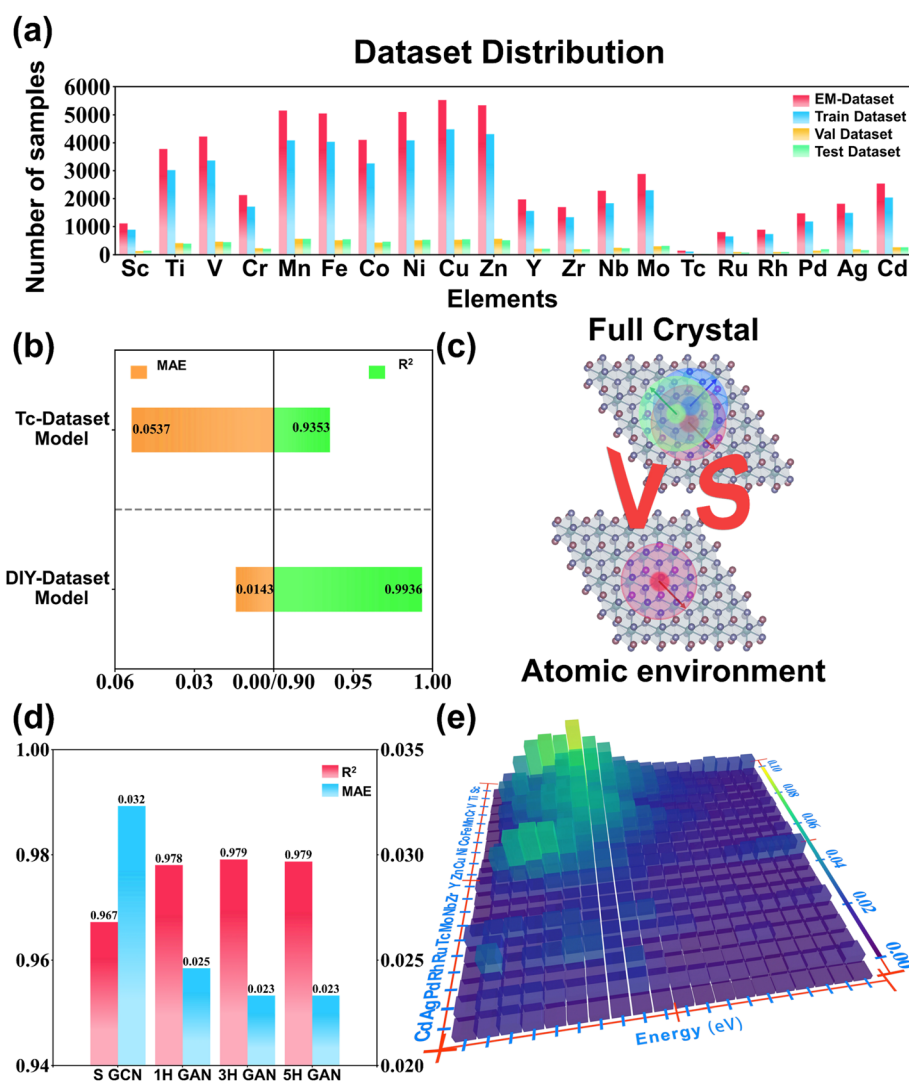 (a)
Dataset Distribution
Number of samples
6000
5000
4000
3000
2000
1000
0
EM-Dataset
Train Dataset
Val Dataset
Test Dataset
Sc Ti V Cr Mn Fe Co Ni Cu Zn Y Zr Nb Mo Tc Ru Rh Pd Ag Cd
Elements
(b)
MAE
R²
Tc-Dataset
Model
0.0537
0.9353
DIY-Dataset
Model
0.0143
0.9936
0.06 0.03 0.00/0.90 0.95 1.00
(c)
Full Crystal
VS
Atomic environment
(d)
1.00
0.98
0.96
0.94
0.035
0.030
0.025
0.020
R²
MAE
0.967
0.032
0.978
0.025
0.979
0.023
0.979
0.023
S GCN 1H GAN 3H GAN 5H GAN
(e)
Cd Ag Pd Rh Ru Tc Mo Nb Zr Y Zn Cu Ni Co Fe Mn Cr V Ti Sc
Energy (eV)
0.10
0.08
0.06
0.04
0.02
0.00